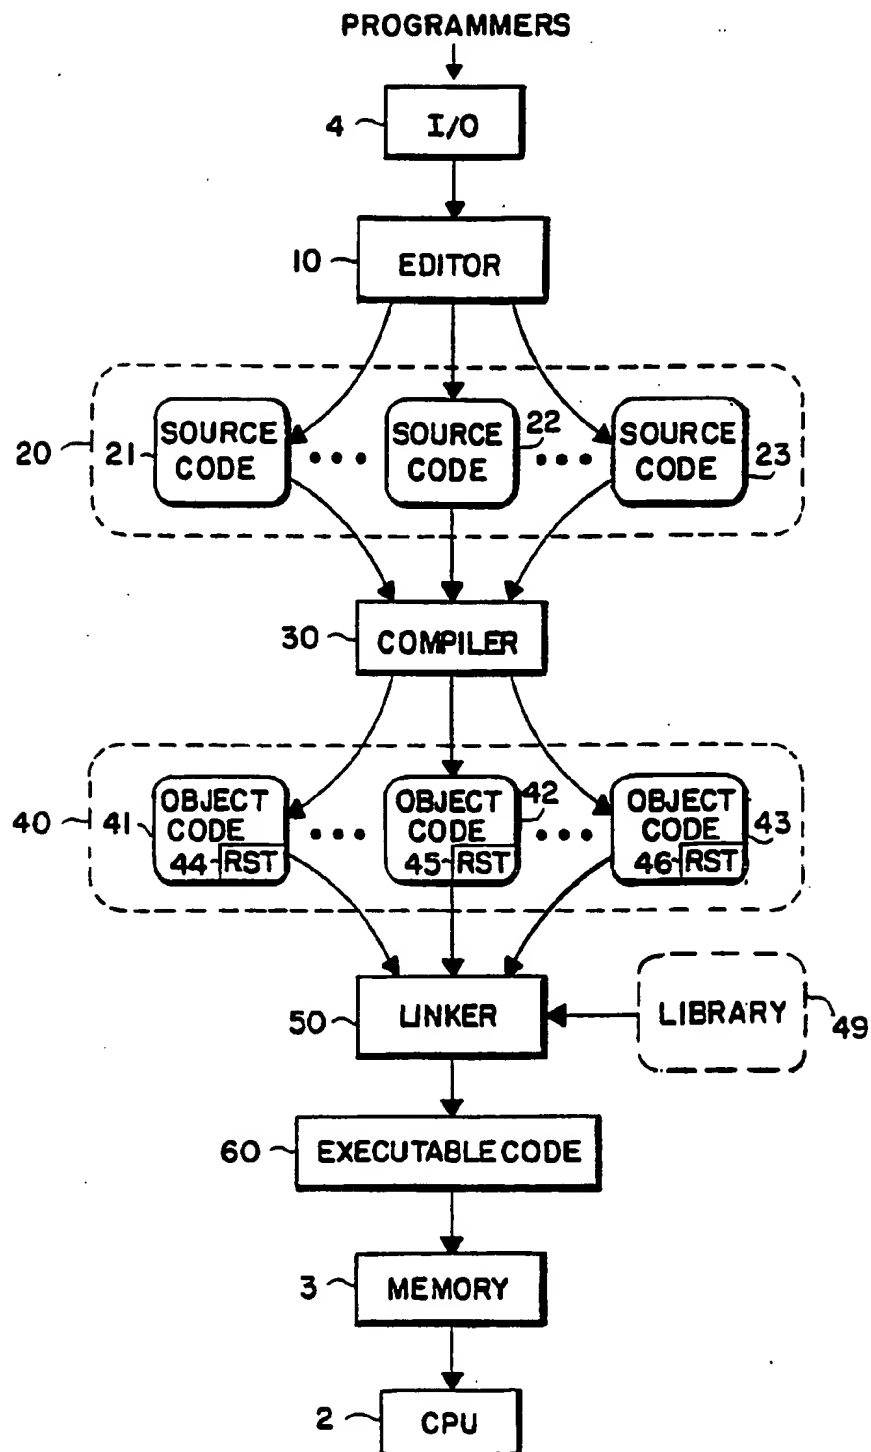 PROGRAMMERS
4 I/O
10 EDITOR
20
21 SOURCE CODE
22 SOURCE CODE
23 SOURCE CODE
30 COMPILER
40
41 OBJECT CODE
44 RST
42 OBJECT CODE
45 RST
43 OBJECT CODE
46 RST
50 LINKER
LIBRARY 49
60 EXECUTABLE CODE
3 MEMORY
2 CPU